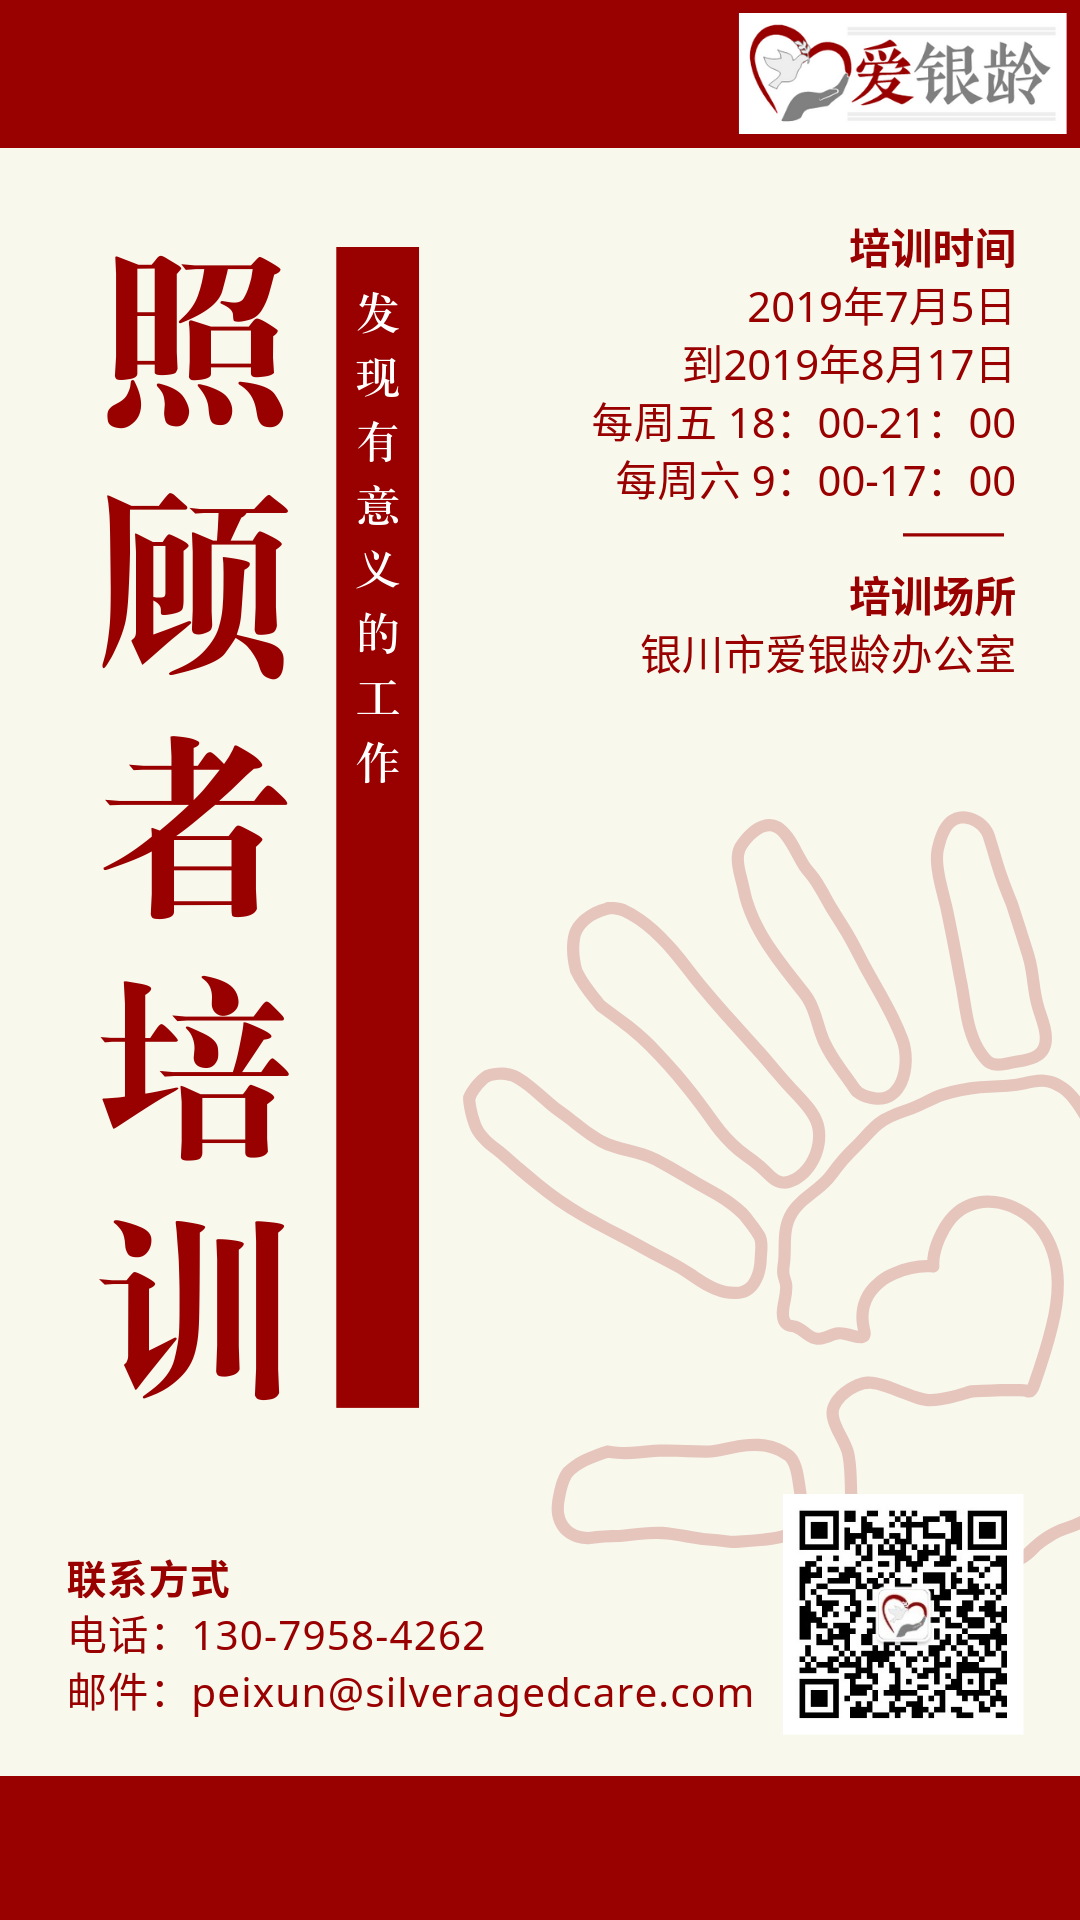 爱银龄
照顾者培训
发现有意义的工作
培训时间
2019年7月5日
到2019年8月17日
每周五 18：00-21：00
每周六 9：00-17：00
培训场所
银川市爱银龄办公室
联系方式
电话：130-7958-4262
邮件：peixun@silveragedcare.com